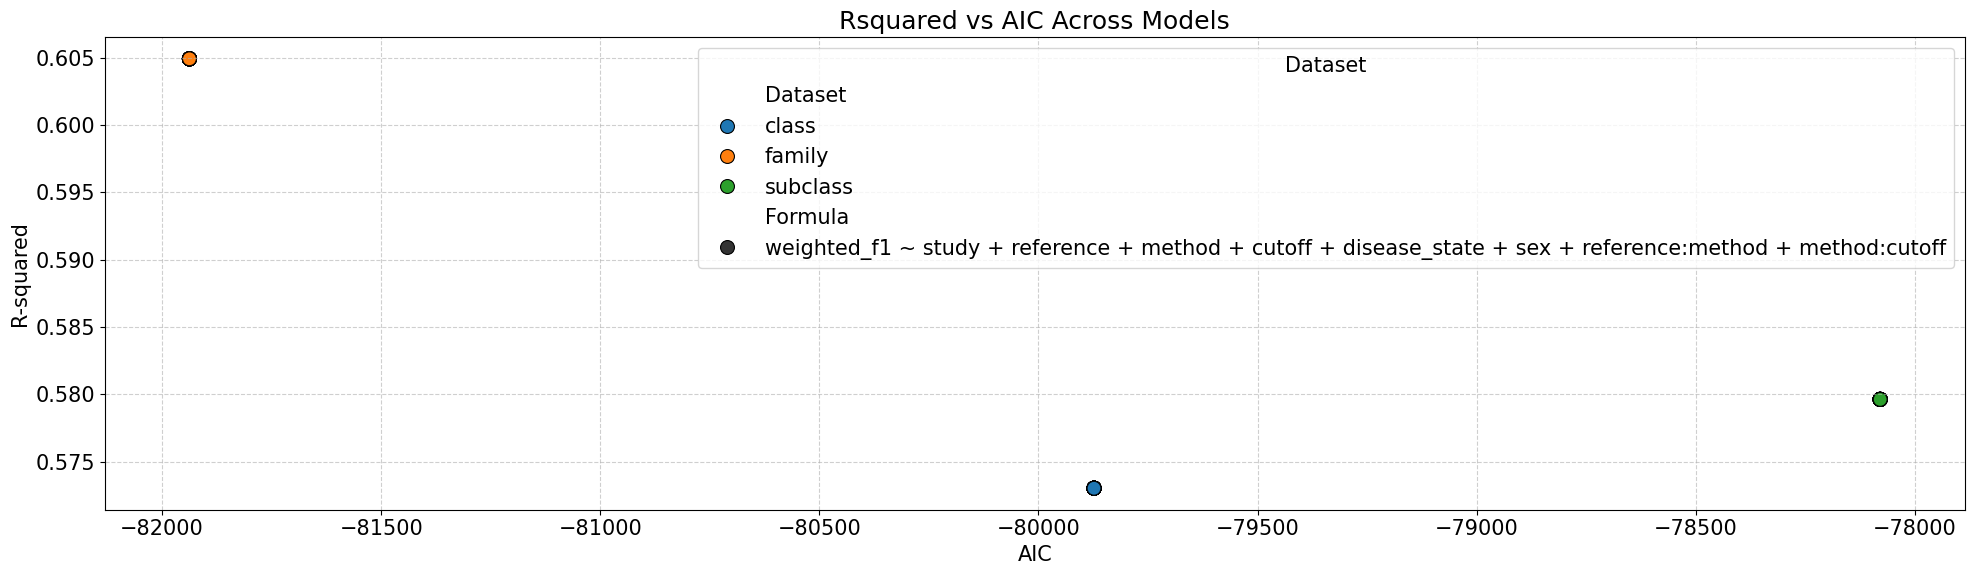 Rsquared vs AIC Across Models
R-squared
0.605
0.600
0.595
0.590
0.585
0.580
0.575
Dataset
Dataset
class
family
subclass
Formula
weighted_f1 ~ study + reference + method + cutoff + disease_state + sex + reference:method + method:cutoff
−82000 −81500 −81000 −80500 −80000 −79500 −79000 −78500 −78000
AIC